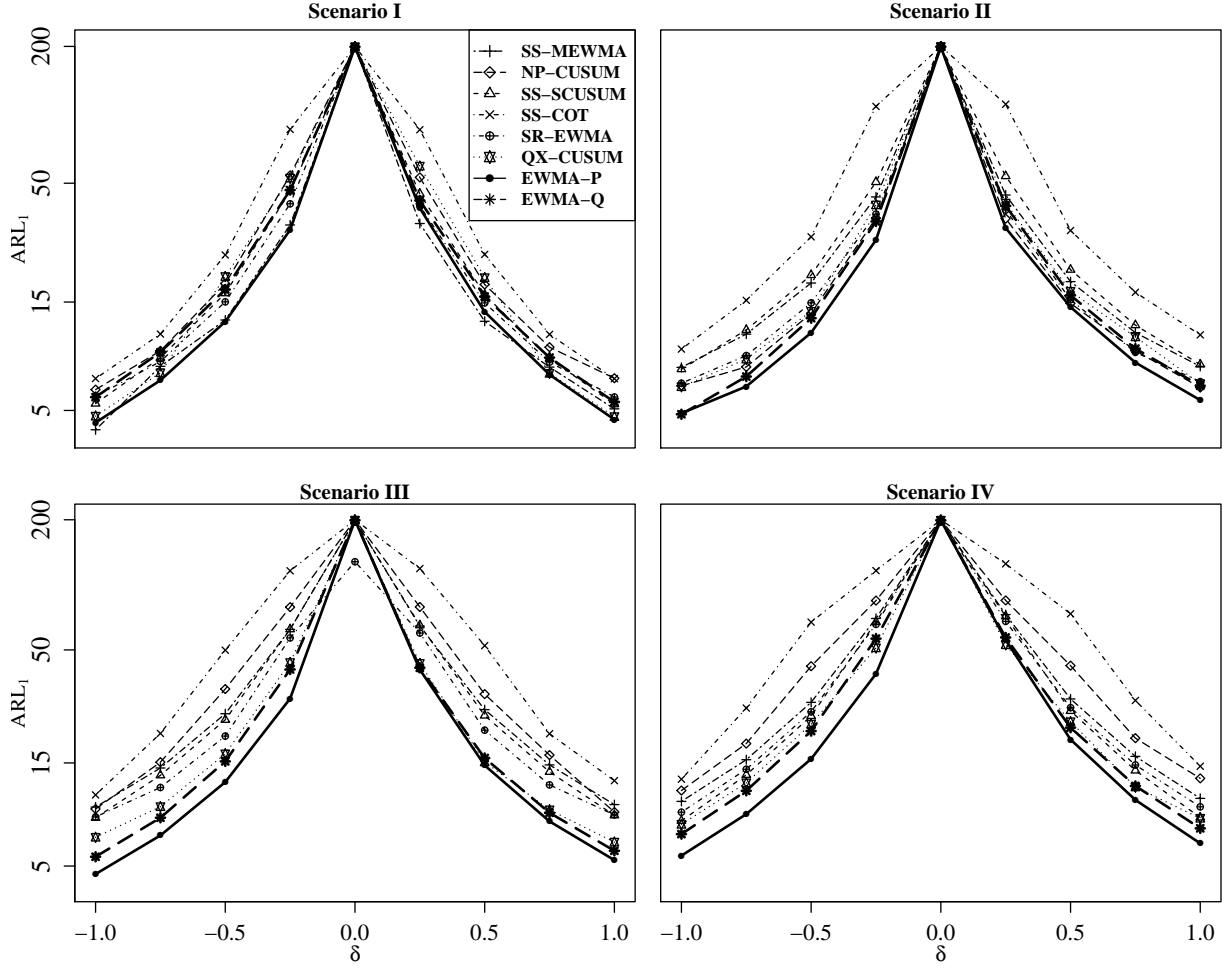 Scenario I
Scenario II
200
50
15
5
ARL₁
SS−MEWMA
NP−CUSUM
SS−SCUSUM
SS−COT
SR−EWMA
QX−CUSUM
EWMA−P
EWMA−Q
Scenario III
Scenario IV
200
50
15
5
ARL₁
−1.0
−0.5
0.0
0.5
1.0
δ
−1.0
−0.5
0.0
0.5
1.0
δ